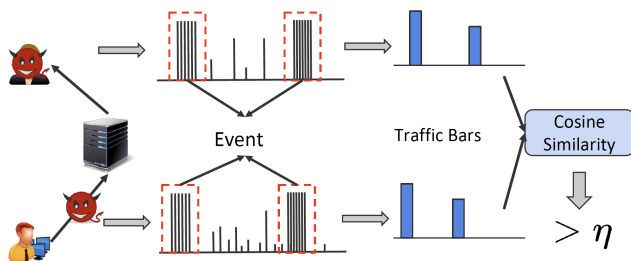 Event
Traffic Bars
Cosine
Similarity
> η